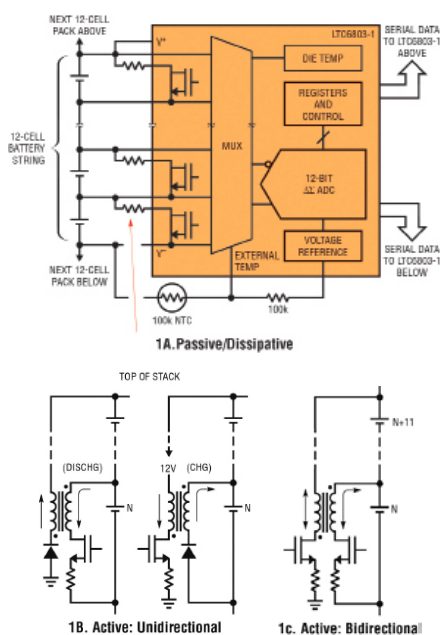 NEXT 12-CELL
PACK ABOVE
LTC6803-1
SERIAL DATA
TO LTC6803-1
ABOVE
V+
DIE TEMP
REGISTERS
AND
CONTROL
12-CELL
BATTERY
STRING
MUX
12-BIT
ΔΣ ADC
VOLTAGE
REFERENCE
V−
EXTERNAL
TEMP
SERIAL DATA
TO LTC6803-1
BELOW
NEXT 12-CELL
PACK BELOW
100k NTC
100k
1A.Passive/Dissipative
TOP OF STACK
N+11
(DISCHG)
12V
(CHG)
N
N
N
1B. Active: Unidirectional
1c. Active: Bidirectional